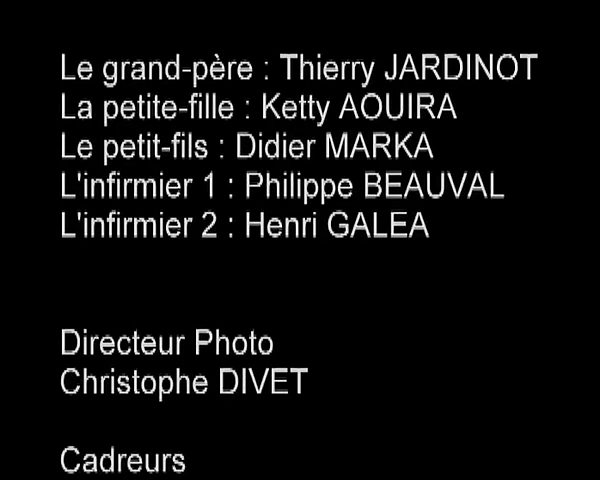 Le grand-père : Thierry JARDINOT
La petite-fille : Ketty AOUIRA
Le petit-fils : Didier MARKA
L'infirmier 1 : Philippe BEAUVAL
L'infirmier 2 : Henri GALEA
Directeur Photo
Christophe DIVET
Cadreurs